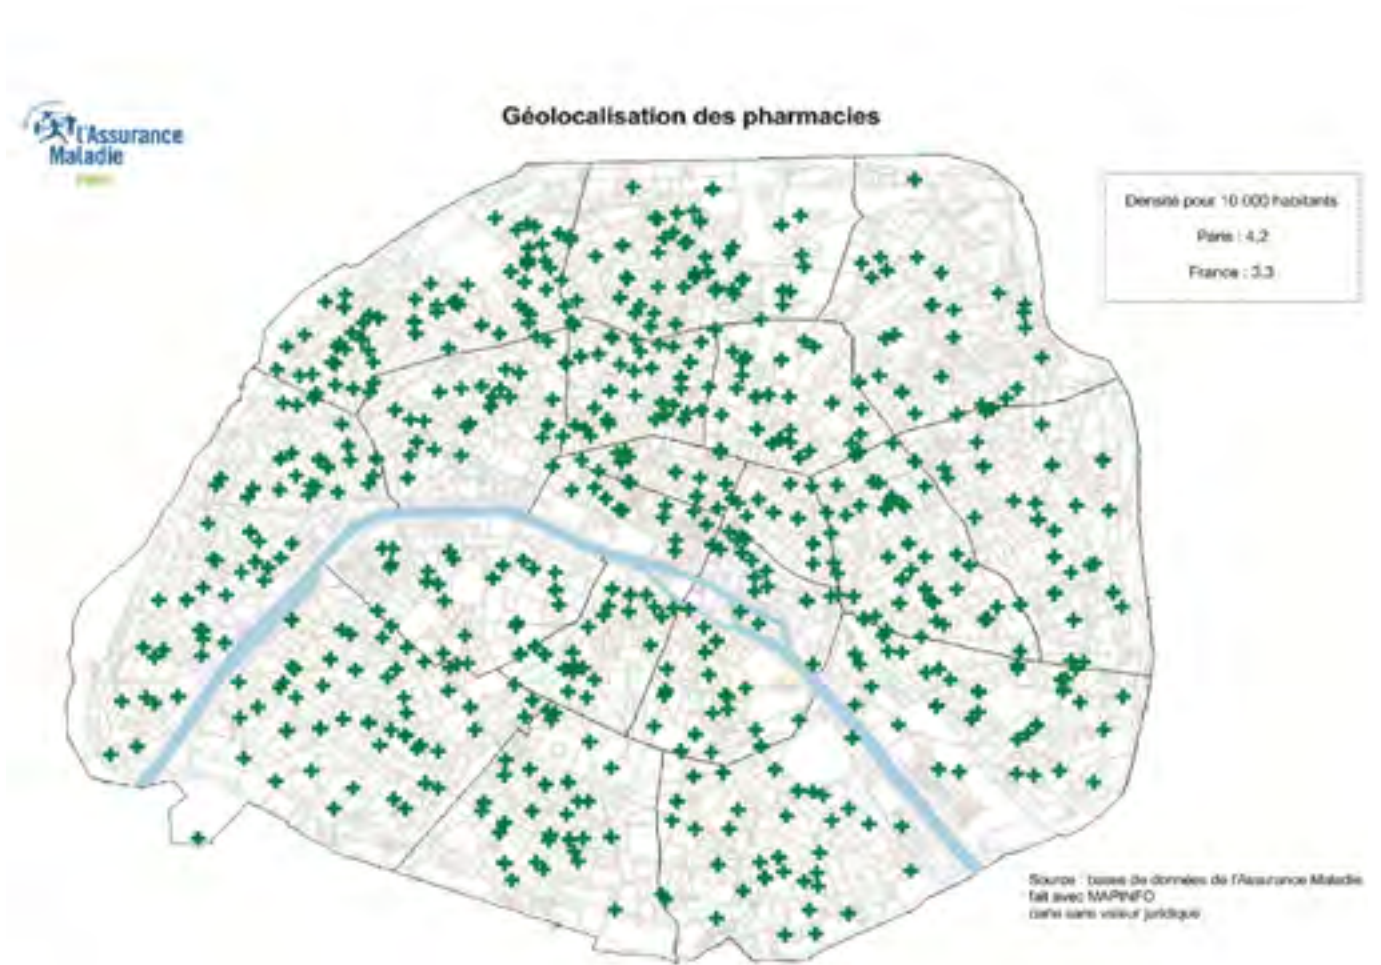 Géolocalisation des pharmacies
l'Assurance
Maladie
Densité pour 10 000 habitants
Paris : 4,2
France : 3,3
Source : bases de données de l'Assurance Maladie
fait avec MAPINFO
carte sans valeur juridique